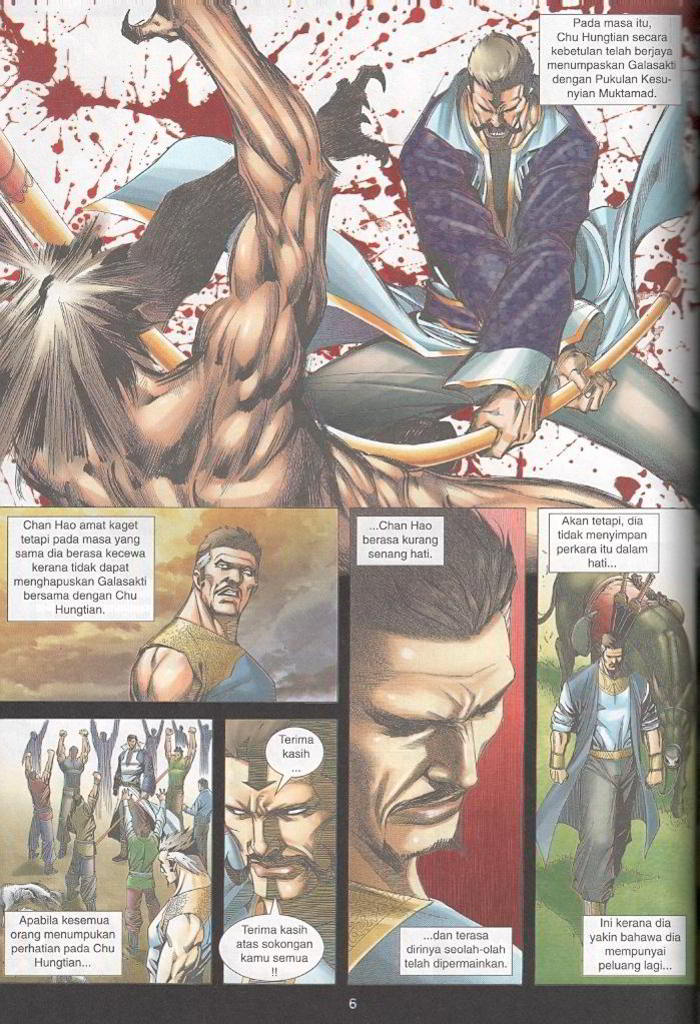 Pada masa itu,
Chu Hungtian secara
kebetulan telah berjaya
menumpaskan Galasakti
dengan Pukulan Kesu-
nyian Muktamad.
Chan Hao amat kaget
tetapi pada masa yang
sama dia berasa kecewa
kerana tidak dapat
menghapuskan Galasakti
bersama dengan Chu
Hungtian.
Apabila kesemua
orang menumpukan
perhatian pada Chu
Hungtian...
Terima
kasih
...
Terima kasih
atas sokongan
kamu semua
!!
...Chan Hao
berasa kurang
senang hati.
...dan terasa
dirinya seolah-olah
telah dipermainkan.
Akan tetapi, dia
tidak menyimpan
perkara itu dalam
hati...
Ini kerana dia
yakin bahawa dia
mempunyai
peluang lagi...
6